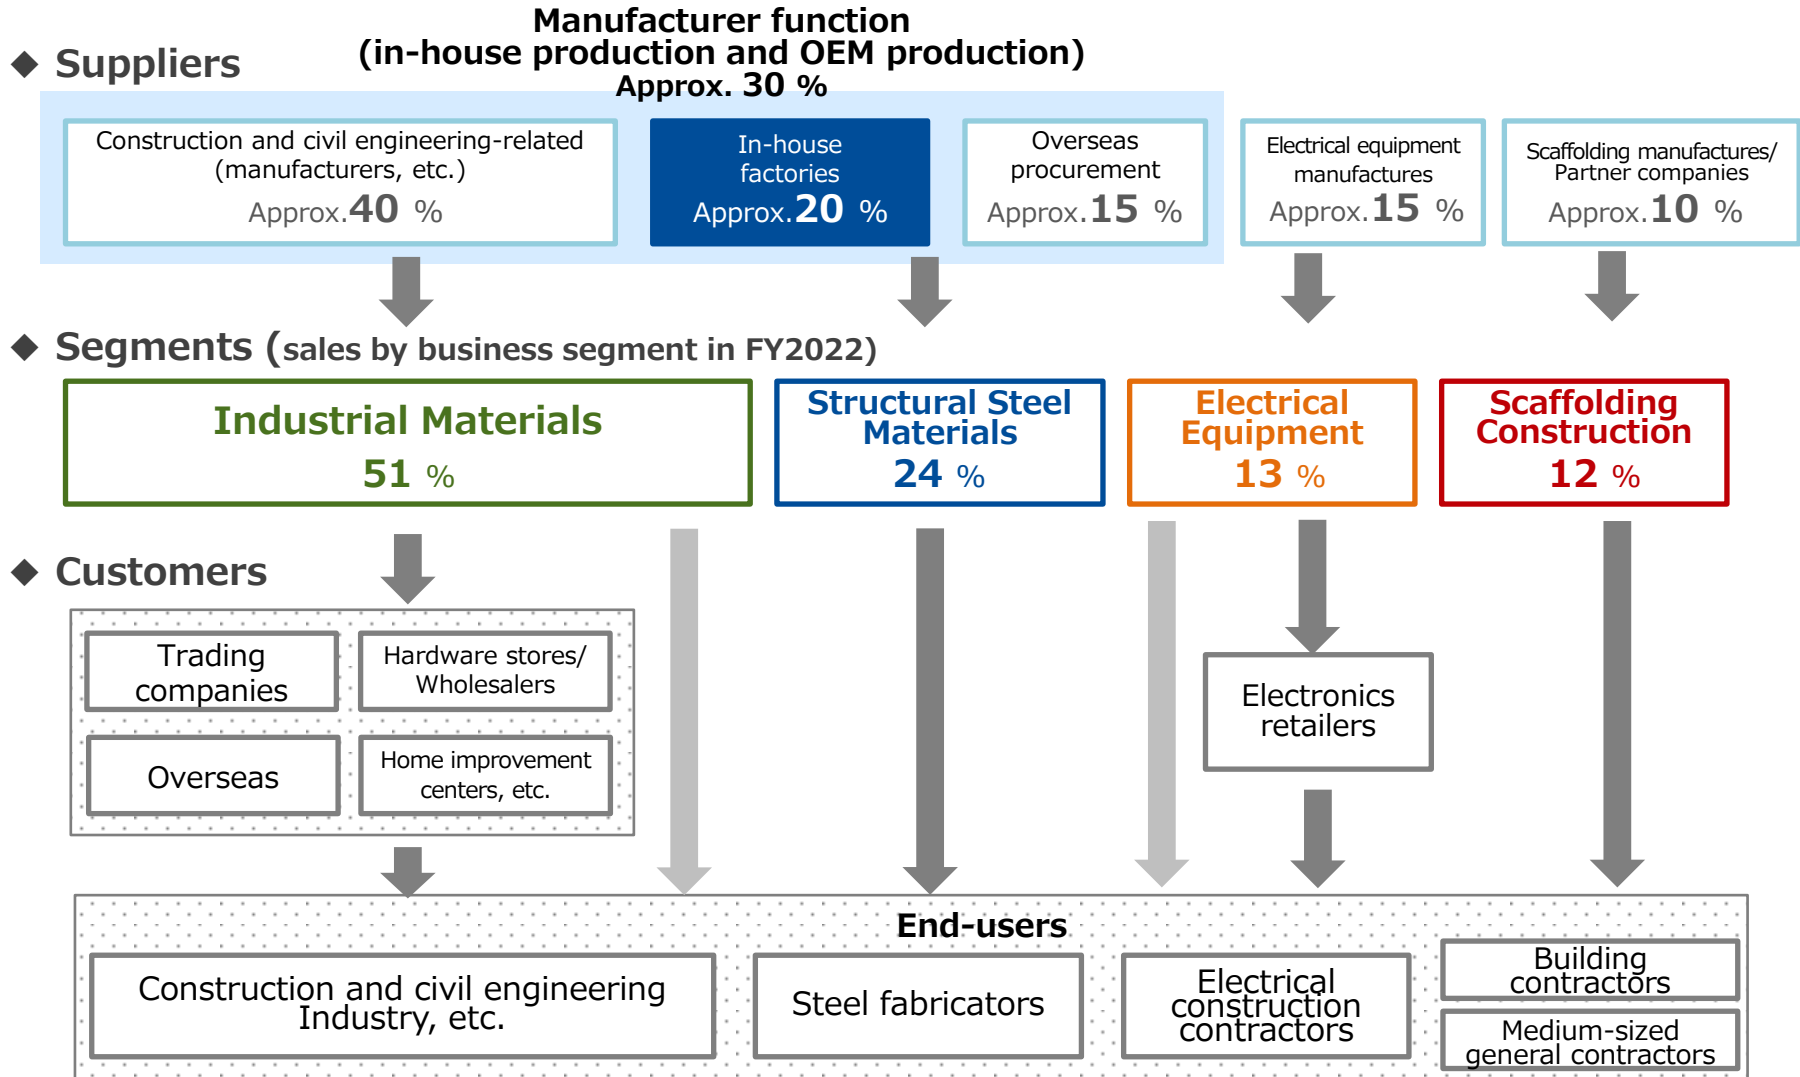 Manufacturer function
(in-house production and OEM production)
Approx. 30 %
◆ Suppliers
Construction and civil engineering-related
(manufacturers, etc.)
Approx.40 %
In-house
factories
Approx.20 %
Overseas
procurement
Approx.15 %
Electrical equipment
manufactures
Approx.15 %
Scaffolding manufactures/
Partner companies
Approx.10 %
◆ Segments (sales by business segment in FY2022)
Industrial Materials
51 %
Structural Steel
Materials
24 %
Electrical
Equipment
13 %
Scaffolding
Construction
12 %
◆ Customers
Trading
companies
Hardware stores/
Wholesalers
Overseas
Home improvement
centers, etc.
Electronics
retailers
End-users
Construction and civil engineering
Industry, etc.
Steel fabricators
Electrical
construction
contractors
Building
contractors
Medium-sized
general contractors